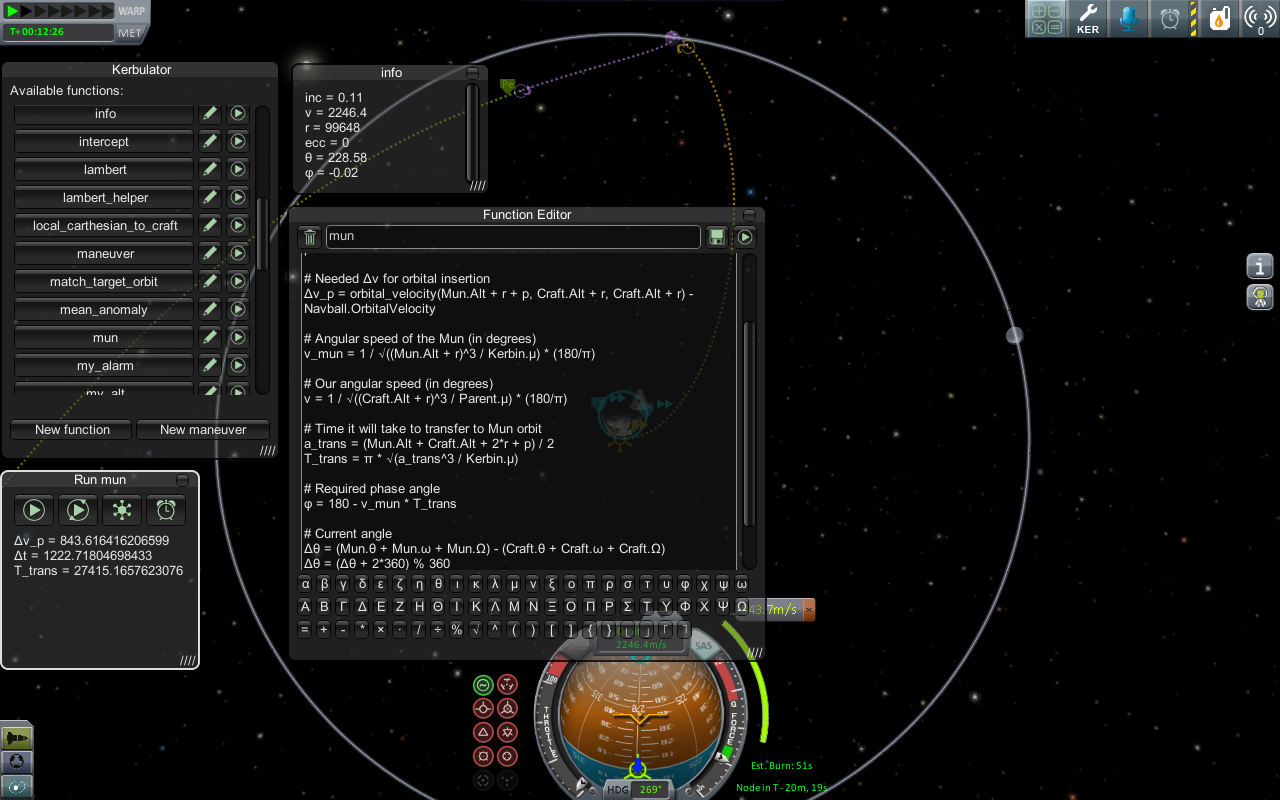 WARP
T+00:12:26
MET
KER
0
Kerbulator
Available functions:
info
intercept
lambert
lambert_helper
local_carthesian_to_craft
maneuver
match_target_orbit
mean_anomaly
mun
my_alarm
my_alt
New function
New maneuver
info
inc = 0.11
v = 2246.4
r = 99648
ecc = 0
θ = 228.58
φ = -0.02
Pe
Function Editor
mun
# Needed Δv for orbital insertion
Δv_p = orbital_velocity(Mun.Alt + r + p, Craft.Alt + r, Craft.Alt + r) -
Navball.OrbitalVelocity
# Angular speed of the Mun (in degrees)
v_mun = 1 / √((Mun.Alt + r)^3 / Kerbin.μ) * (180/π)
# Our angular speed (in degrees)
v = 1 / √((Craft.Alt + r)^3 / Parent.μ) * (180/π)
# Time it will take to transfer to Mun orbit
a_trans = (Mun.Alt + Craft.Alt + 2*r + p) / 2
T_trans = π * √(a_trans^3 / Kerbin.μ)
# Required phase angle
φ = 180 - v_mun * T_trans
# Current angle
Δθ = (Mun.θ + Mun.ω + Mun.Ω) - (Craft.θ + Craft.ω + Craft.Ω)
Δθ = (Δθ + 2*360) % 360
α β γ δ ε ζ η θ ι κ λ μ ν ξ ο π ρ σ τ υ φ χ ψ ω
Α Β Γ Δ Ε Ζ Η Θ Ι Κ Λ Μ Ν Ξ Ο Π Ρ Σ Τ Υ Φ Χ Ψ Ω
= + - * × · / ÷ % √ ^ ( ) [ ] { } ⌊ ⌋ ⌈ ⌉
Run mun
Δv_p = 843.616416206599
Δt = 1222.71804698433
T_trans = 27415.1657623076
43.7m/s
2246.4m/s
SAS
THROTTLE
G FORCE
HDG 269°
Est. Burn: 51s
Node in T - 20m, 19s